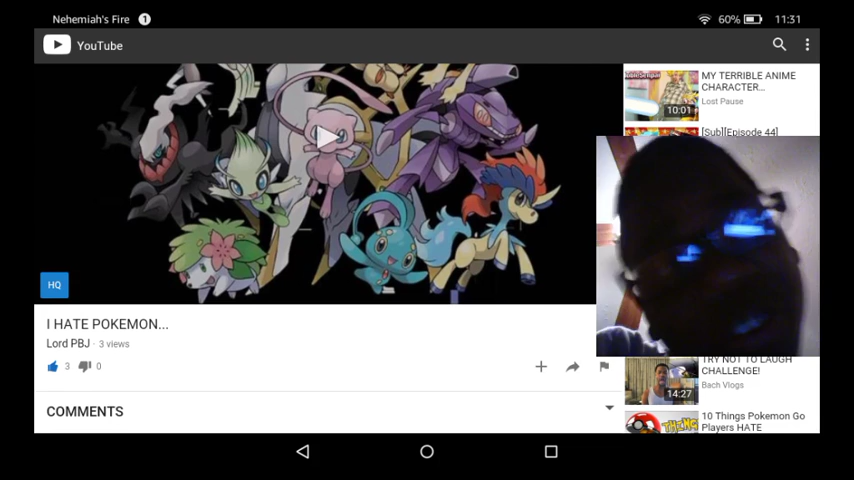 Nehemiah's Fire 1
60% 11:31
YouTube
MY TERRIBLE ANIME
CHARACTER...
Lost Pause
10:01
[Sub][Episode 44]
HQ
I HATE POKEMON...
Lord PBJ · 3 views
3 0
COMMENTS
TRY NOT TO LAUGH
CHALLENGE!
Bach Vlogs
14:27
10 Things Pokemon Go
Players HATE
THING